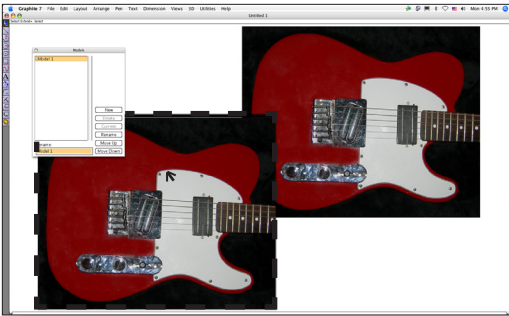 Graphite 7 File Edit Layout Arrange Pen Text Dimension Views 3D Utilities Help
Mon 4:55 PM
Untitled 1
Models
Model 1
New
Delete
Rename
Move Up
Move Down
Model 1